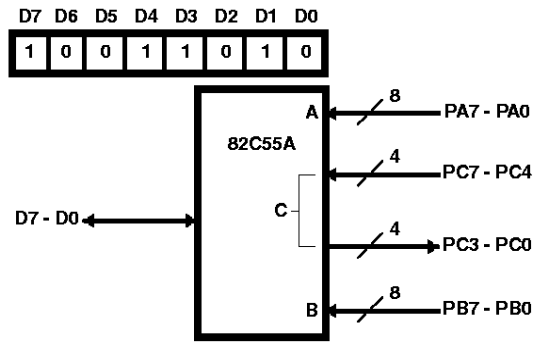 D7 D6 D5 D4 D3 D2 D1 D0
1 0 0 1 1 0 1 0
A
8
PA7 - PA0
82C55A
4
PC7 - PC4
C
D7 - D0
4
PC3 - PC0
B
8
PB7 - PB0